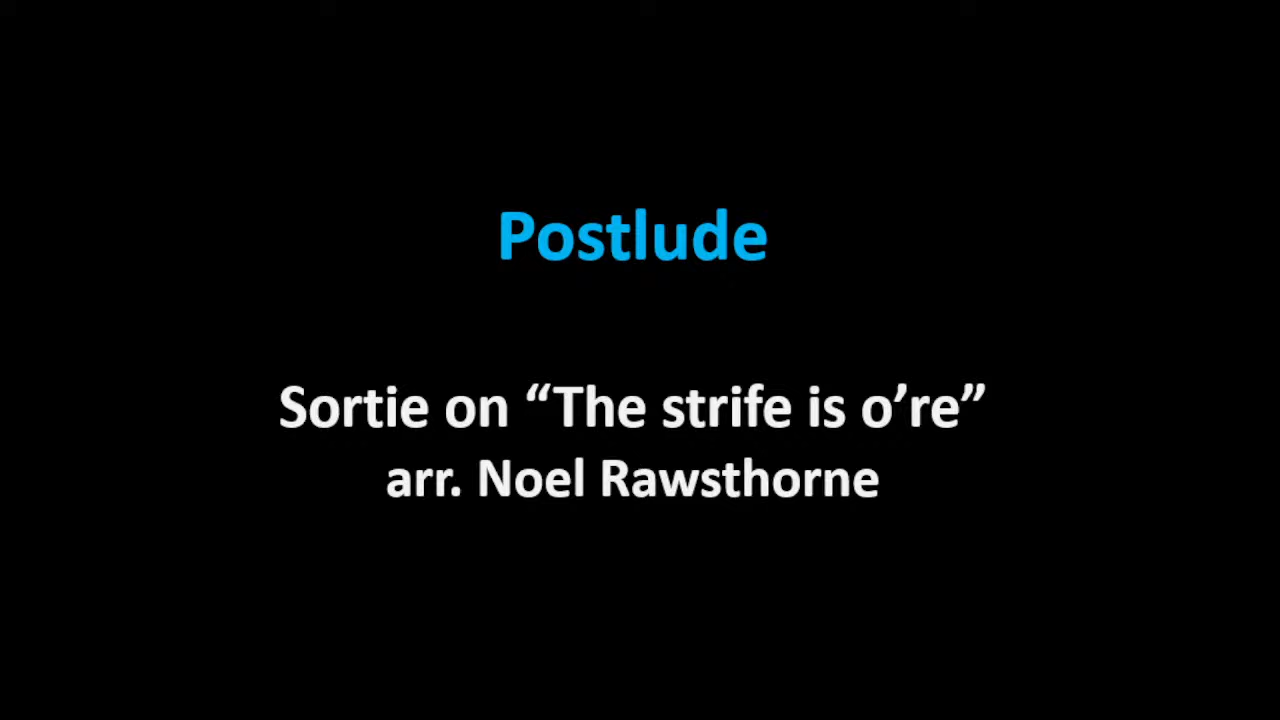 Postlude
Sortie on “The strife is o’re”
arr. Noel Rawsthorne